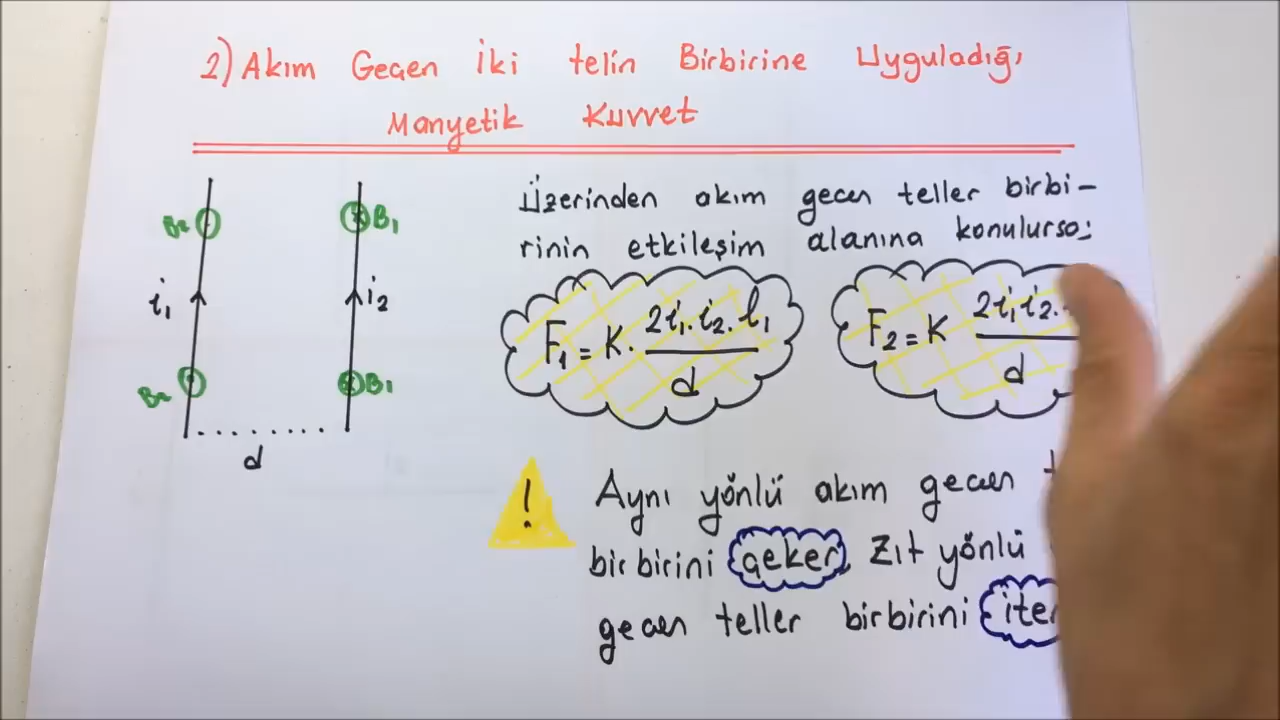 2) Akım Geçen İki telin Birbirine Uyguladığı
Manyetik Kuvvet
B₂ B₁
i₁ i₂
B₂ B₁
d
Üzerinden akım geçen teller birbi-
rinin etkileşim alanına konulursa;
F₁ = K. 2i₁.i₂.l₁ / d
F₂ = K 2i₁i₂. / d
! Aynı yönlü akım geçen
birbirini çeker, Zıt yönlü
geçen teller birbirini iter